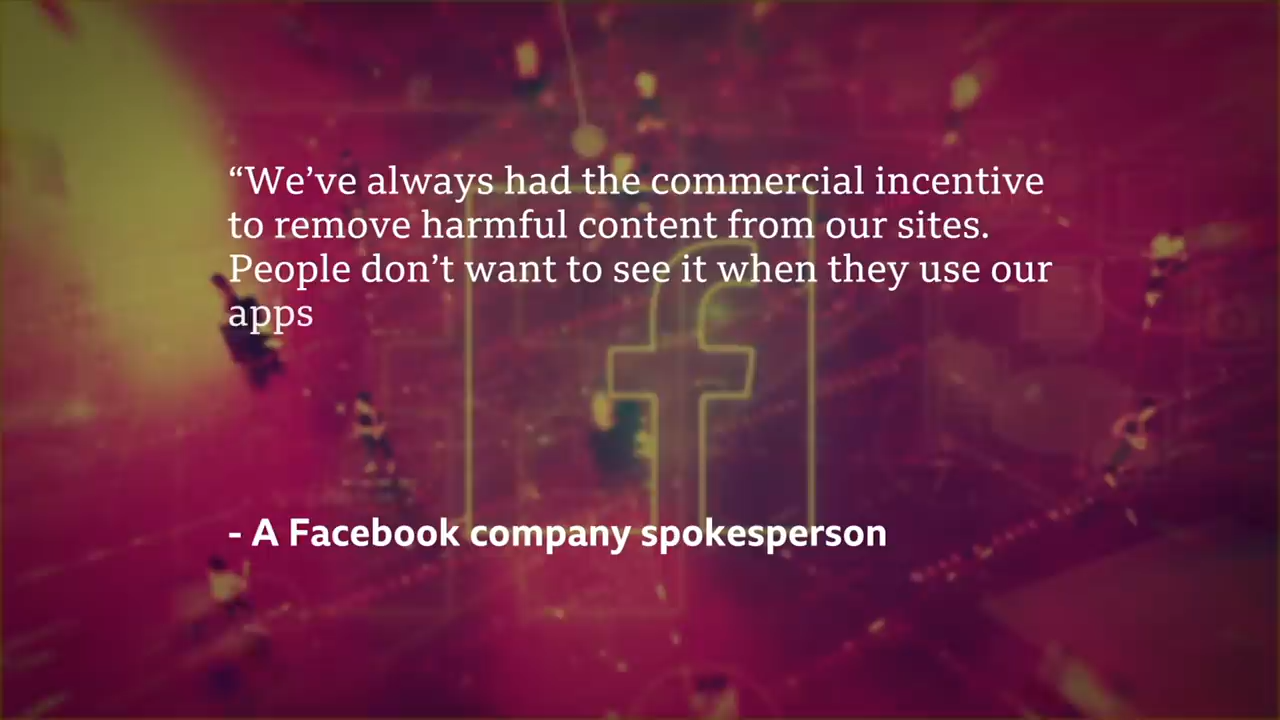 “We’ve always had the commercial incentive
to remove harmful content from our sites.
People don’t want to see it when they use our
apps
- A Facebook company spokesperson